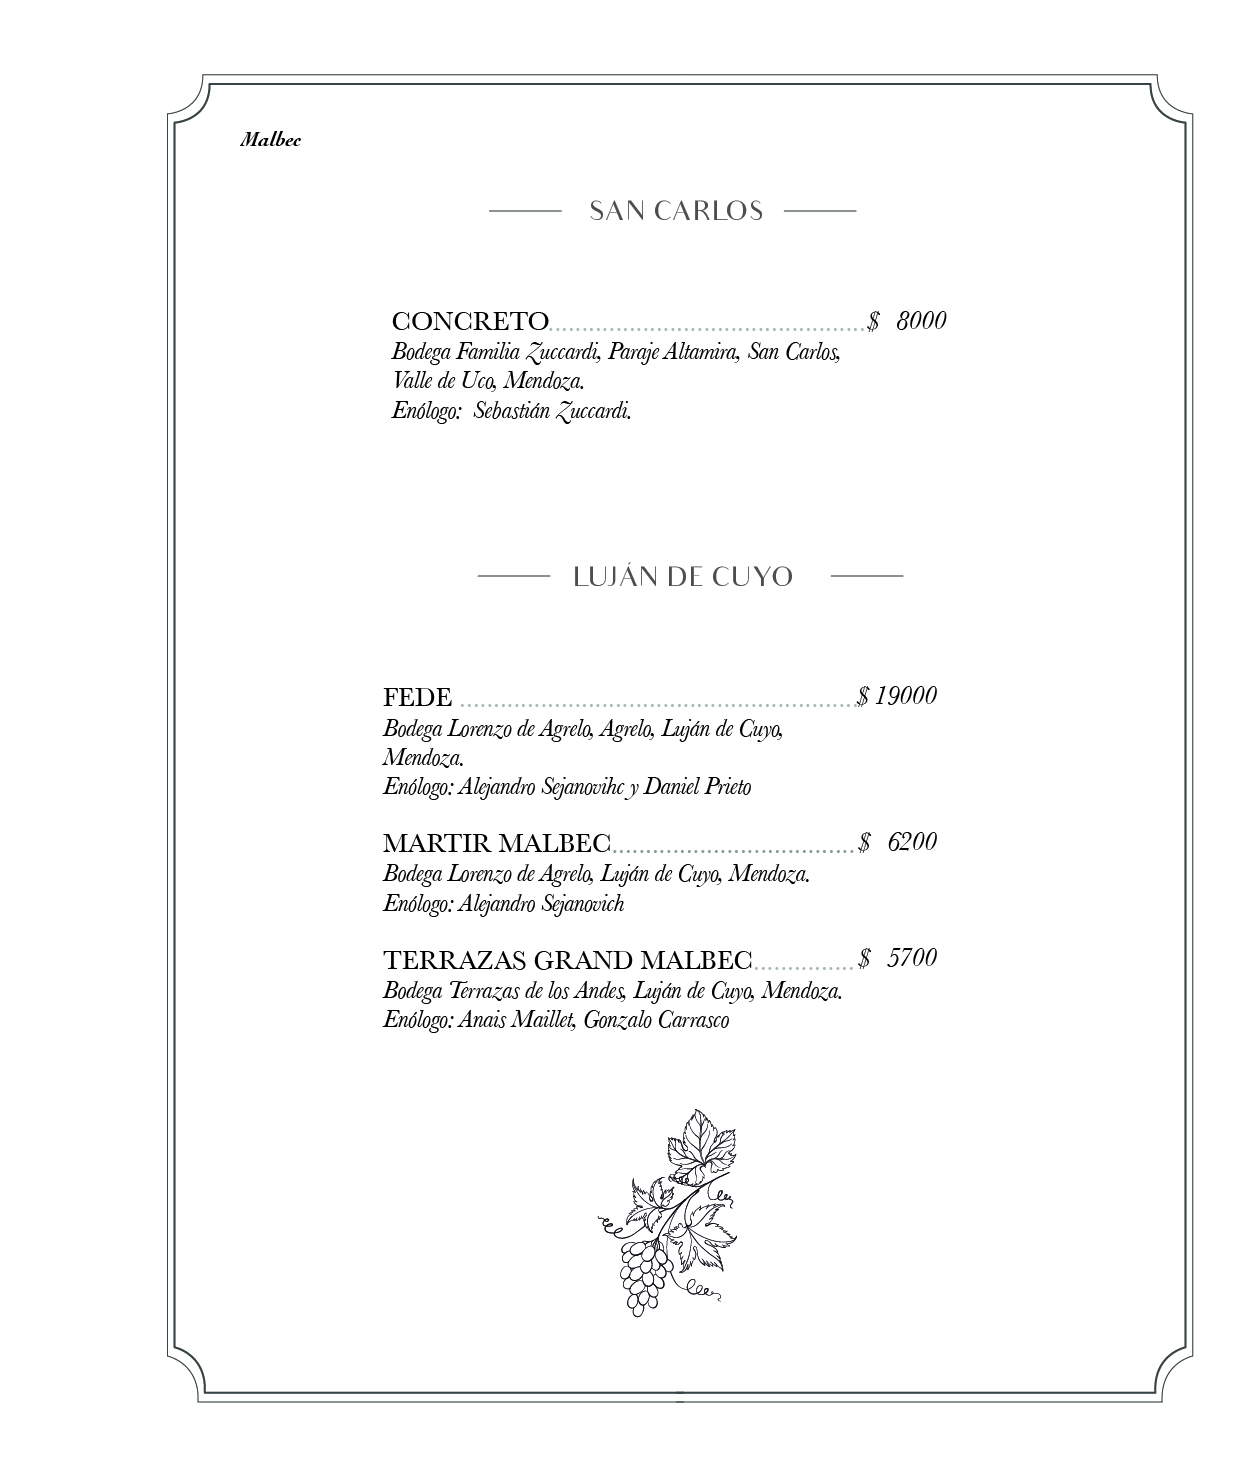 Malbec
SAN CARLOS
CONCRETO........................................................$ 8000
Bodega Familia Zuccardi, Paraje Altamira, San Carlos,
Valle de Uco, Mendoza.
Enólogo: Sebastián Zuccardi.
LUJÁN DE CUYO
FEDE ......................................................................$ 19000
Bodega Lorenzo de Agrelo, Agrelo, Luján de Cuyo,
Mendoza.
Enólogo: Alejandro Sejanovihc y Daniel Prieto
MARTIR MALBEC...........................................$ 6200
Bodega Lorenzo de Agrelo, Luján de Cuyo, Mendoza.
Enólogo: Alejandro Sejanovich
TERRAZAS GRAND MALBEC..................$ 5700
Bodega Terrazas de los Andes, Luján de Cuyo, Mendoza.
Enólogo: Anais Maillet, Gonzalo Carrasco